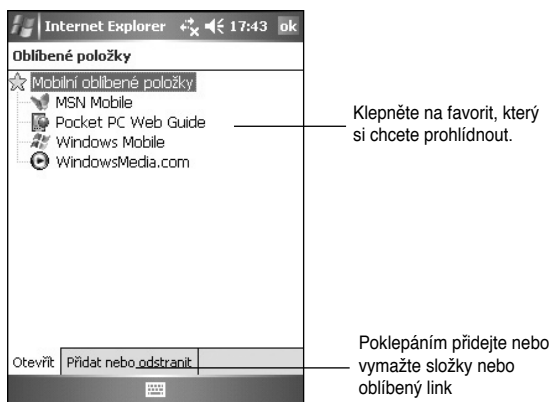 Internet Explorer 17:43 ok
Oblíbené položky
Mobilní oblíbené položky
MSN Mobile
Pocket PC Web Guide
Windows Mobile
WindowsMedia.com
Klepněte na favorit, který
si chcete prohlídnout.
Otevřít Přidat nebo odstranit
Poklepáním přidejte nebo
vymažte složky nebo
oblíbený link